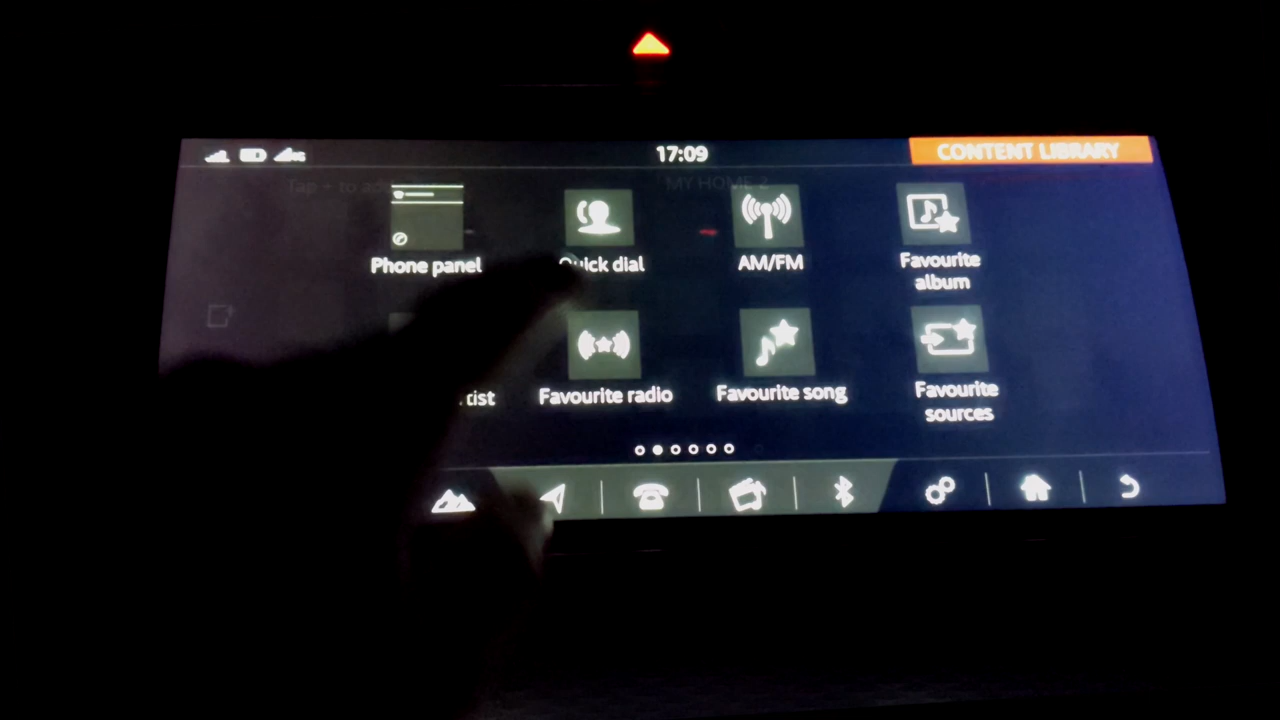 17:09
CONTENT LIBRARY
MY HOME 2
Phone panel
Quick dial
AM/FM
Favourite
album
Favourite radio
Favourite song
Favourite
sources